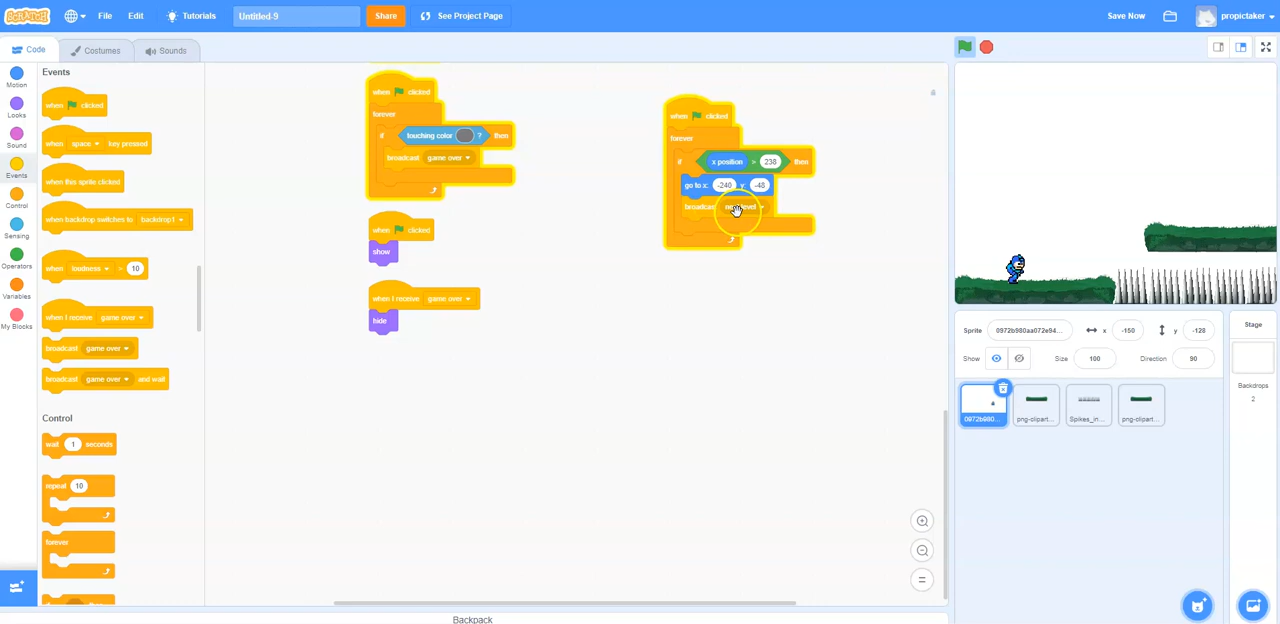 SCRATCH File Edit Tutorials Untitled-9 Share See Project Page Save Now propictaker
Code Costumes Sounds
Motion
Looks
Sound
Events
Control
Sensing
Operators
Variables
My Blocks
Events
when clicked
when space key pressed
when this sprite clicked
when backdrop switches to backdrop1
when loudness > 10
when I receive game over
broadcast game over
broadcast game over and wait
Control
wait 1 seconds
repeat 10
forever
when clicked
forever
if touching color ? then
broadcast game over
when clicked
show
when I receive game over
hide
when clicked
forever
if x position > 238 then
go to x: -240 y: -48
Sprite 0972b980aa072e94... x -150 y -128
Show Size 100 Direction 90
0972b980... png-clipart... Spikes_in... png-clipart...
Stage
Backdrops
2
Backpack